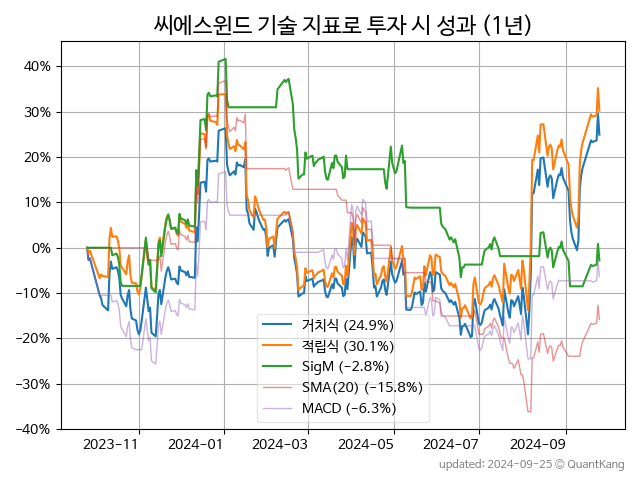 씨에스윈드 기술 지표로 투자 시 성과 (1년)
40%
30%
20%
10%
0%
−10%
−20%
−30%
−40%
거치식 (24.9%)
적립식 (30.1%)
SigM (−2.8%)
SMA(20) (−15.8%)
MACD (−6.3%)
2023−11
2024−01
2024−03
2024−05
2024−07
2024−09
updated: 2024−09−25 © QuantKang